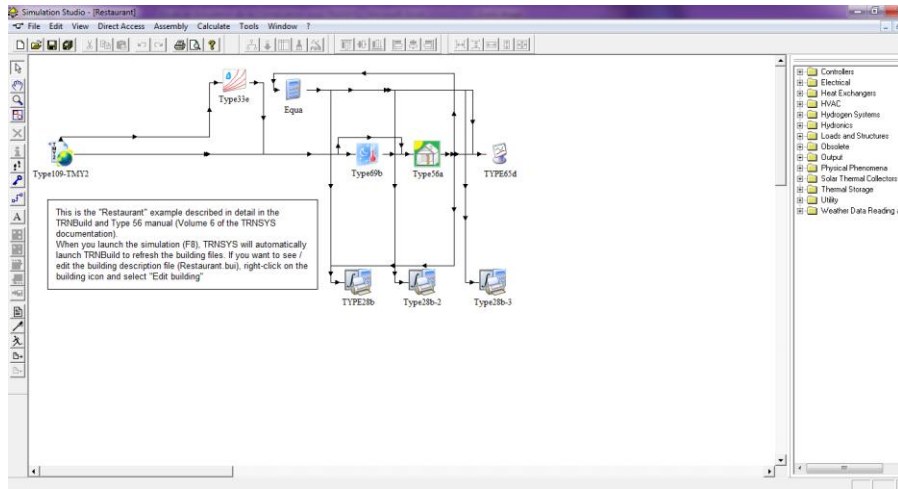 Simulation Studio - [Restaurant]
File Edit View Direct Access Assembly Calculate Tools Window ?
Type33e
Equa
Type109-TMY2
Type69b
Type56a
TYPE65d
This is the "Restaurant" example described in detail in the
TRNBuild and Type 56 manual (Volume 6 of the TRNSYS
documentation).
When you launch the simulation (F8), TRNSYS will automatically
launch TRNBuild to refresh the building files. If you want to see /
edit the building description file (Restaurant.bui), right-click on the
building icon and select "Edit building"
TYPE28b
Type28b-2
Type28b-3
Controllers
Electrical
Heat Exchangers
HVAC
Hydrogen Systems
Hydronics
Loads and Structures
Obsolete
Output
Physical Phenomena
Solar Thermal Collectors
Thermal Storage
Utility
Weather Data Reading